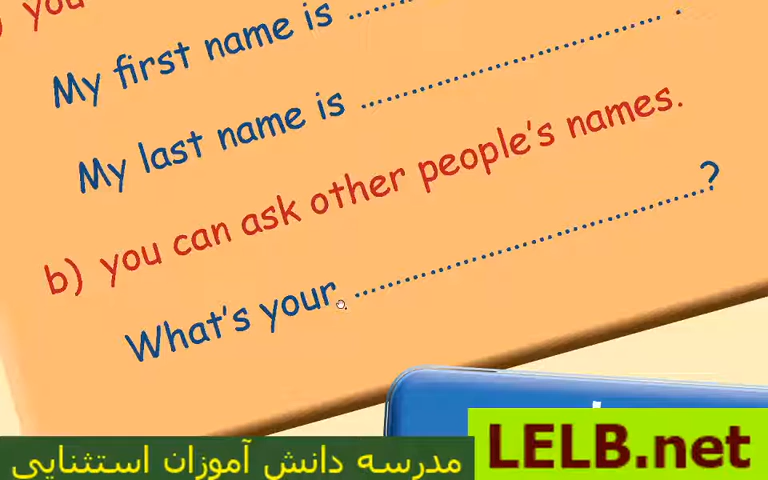 ) you
My first name is ....................
My last name is ........................................ .
b) you can ask other people's names.
What's your ................................................?
مدرسه دانش آموزان استثنایی
LELB.net